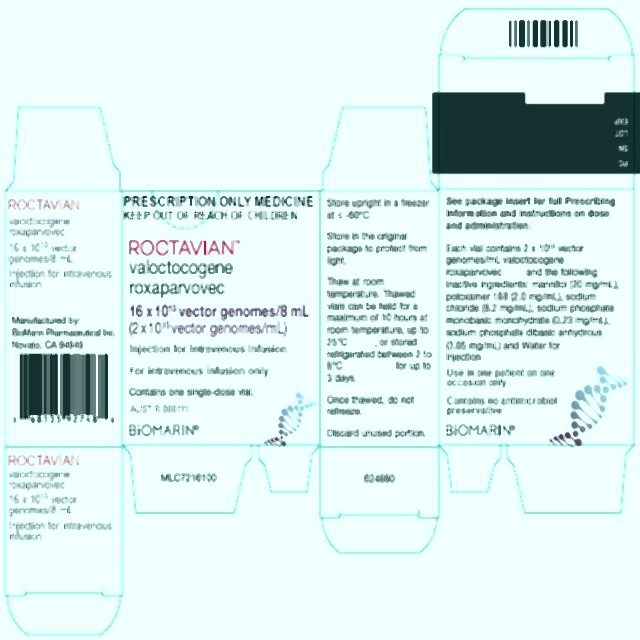 EXP
LOT
SN
PC
ROCTAVIAN
valoctocogene
roxaparvovec
16 x 10¹³ vector
genomes/8 mL
Injection for intravenous
infusion
Manufactured by:
BioMarin Pharmaceutical Inc.
Novato, CA 94949
PRESCRIPTION ONLY MEDICINE
KEEP OUT OF REACH OF CHILDREN
ROCTAVIAN™
valoctocogene
roxaparvovec
16 x 10¹³ vector genomes/8 mL
(2 x 10¹³ vector genomes/mL)
Injection for intravenous infusion
For intravenous infusion only
Contains one single-dose vial.
AUST R
BIOMARIN®
Store upright in a freezer
at ≤ -60°C
Store in the original
package to protect from
light.
Thaw at room
temperature. Thawed
vials can be held for a
maximum of 10 hours at
room temperature, up to
25°C , or stored
refrigerated between 2 to
8°C for up to
3 days.
Once thawed, do not
refreeze.
Discard unused portion.
See package insert for full Prescribing
Information and instructions on dose
and administration.
Each vial contains 2 x 10¹³ vector
genomes/mL valoctocogene
roxaparvovec and the following
inactive ingredients: mannitol (20 mg/mL),
poloxamer 188 (2.0 mg/mL), sodium
chloride (8.2 mg/mL), sodium phosphate
monobasic monohydrate (0.23 mg/mL),
sodium phosphate dibasic anhydrous
(3.05 mg/mL) and Water for
Injection
Use in one patient on one
occasion only
Contains no antimicrobial
preservative
BIOMARIN®
ROCTAVIAN
valoctocogene
roxaparvovec
16 x 10¹³ vector
genomes/8 mL
Injection for intravenous
infusion
MLC7216100
624880